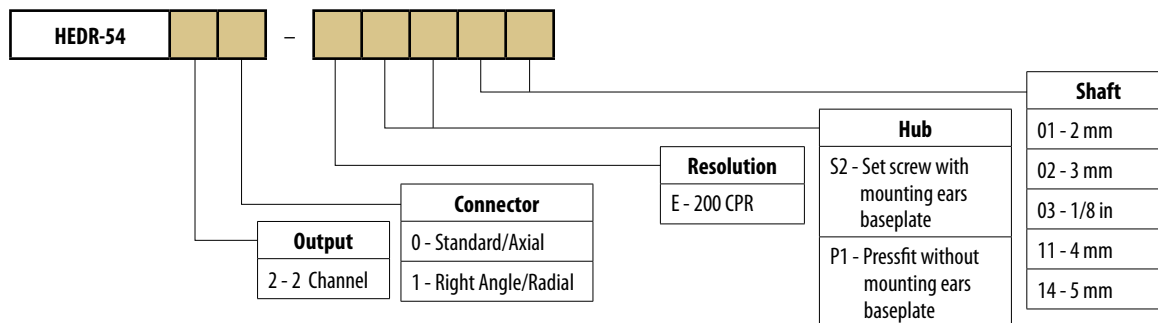 HEDR-54 –
Shaft
01 - 2 mm
02 - 3 mm
03 - 1/8 in
11 - 4 mm
14 - 5 mm
Hub
S2 - Set screw with
mounting ears
baseplate
P1 - Pressfit without
mounting ears
baseplate
Resolution
E - 200 CPR
Connector
0 - Standard/Axial
1 - Right Angle/Radial
Output
2 - 2 Channel